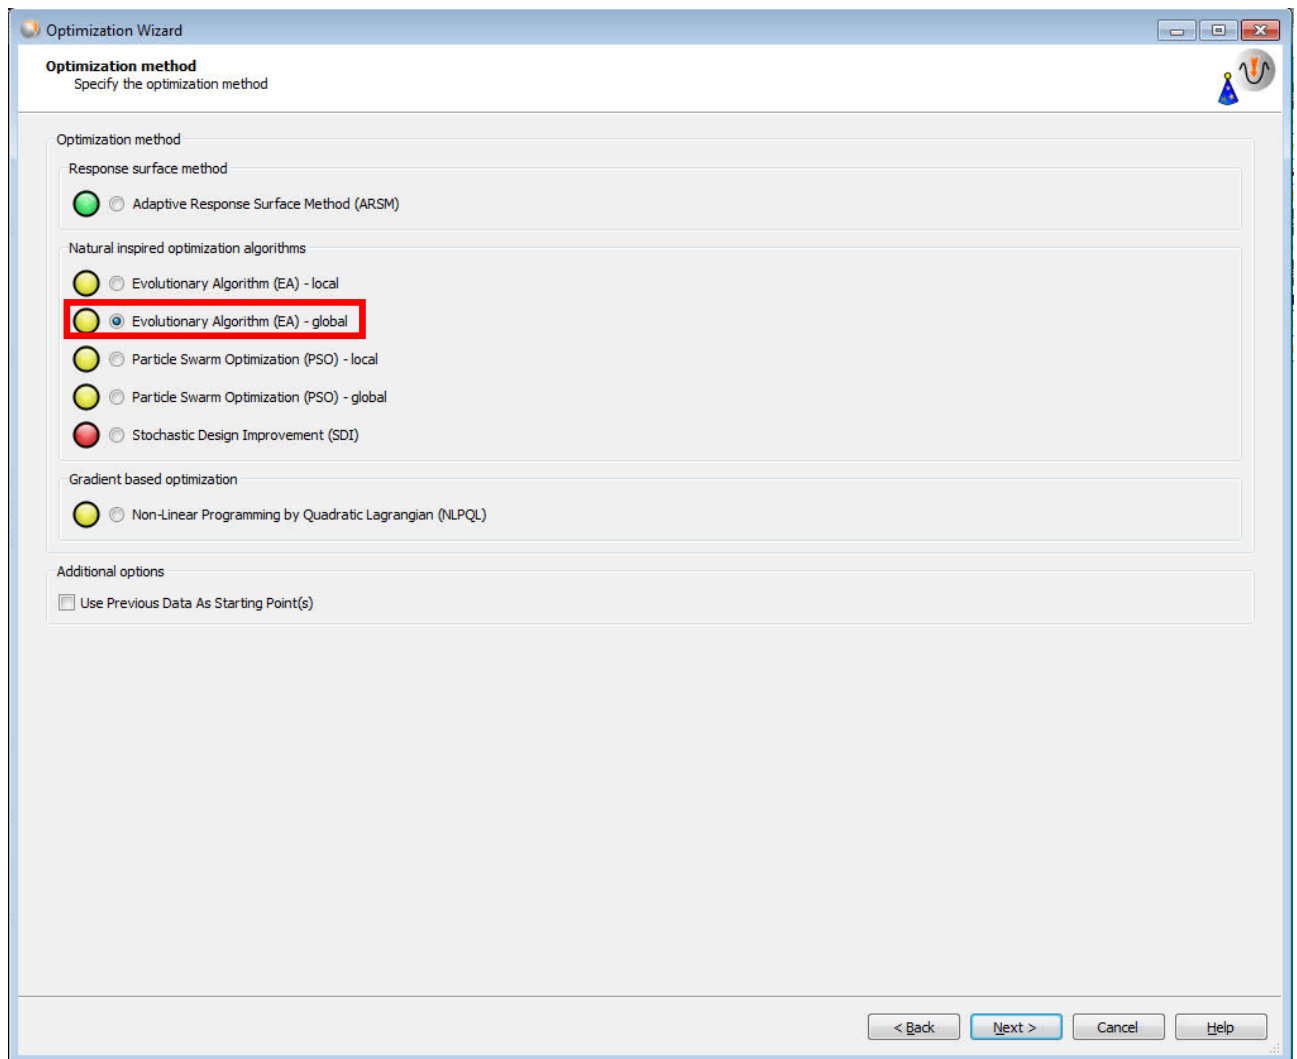 Optimization Wizard
Optimization method
Specify the optimization method
Optimization method
Response surface method
Adaptive Response Surface Method (ARSM)
Natural inspired optimization algorithms
Evolutionary Algorithm (EA) - local
Evolutionary Algorithm (EA) - global
Particle Swarm Optimization (PSO) - local
Particle Swarm Optimization (PSO) - global
Stochastic Design Improvement (SDI)
Gradient based optimization
Non-Linear Programming by Quadratic Lagrangian (NLPQL)
Additional options
Use Previous Data As Starting Point(s)
< Back Next > Cancel Help